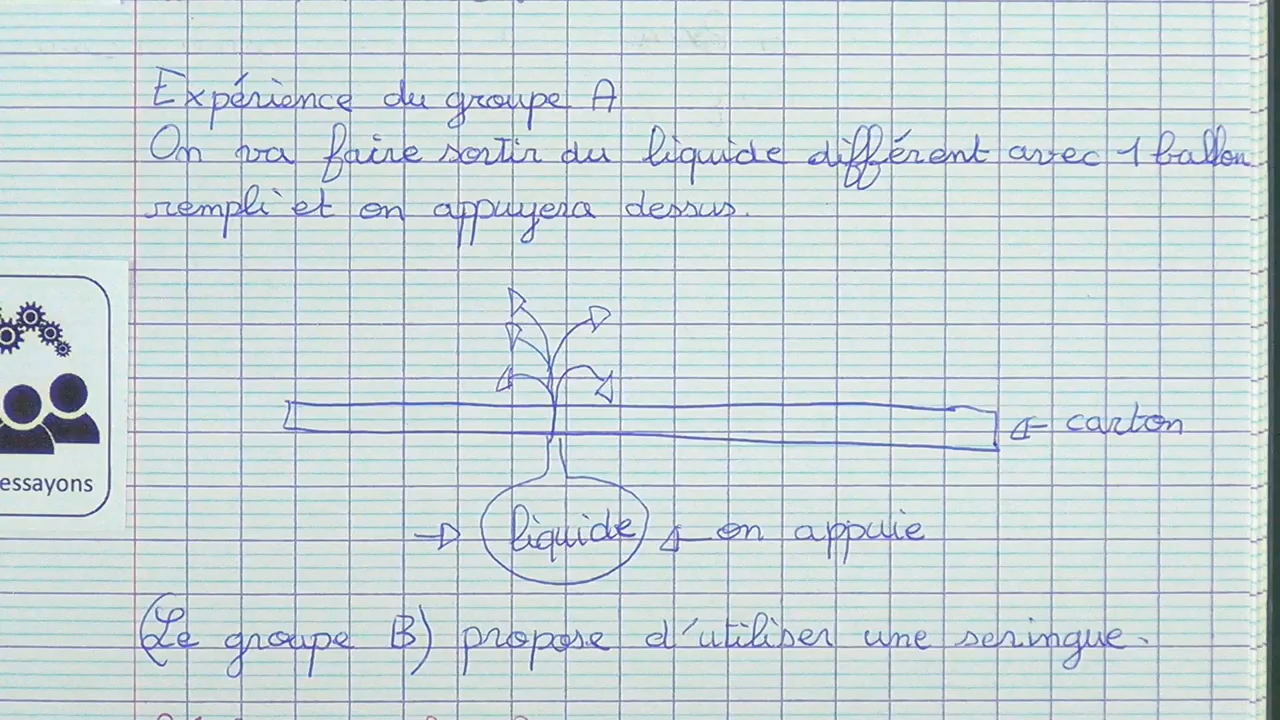 Expérience du groupe A
On va faire sortir du liquide différent avec 1 ballon
rempli et on appuyera dessus.
carton
liquide on appuie
essayons
(Le groupe B) propose d'utiliser une seringue.